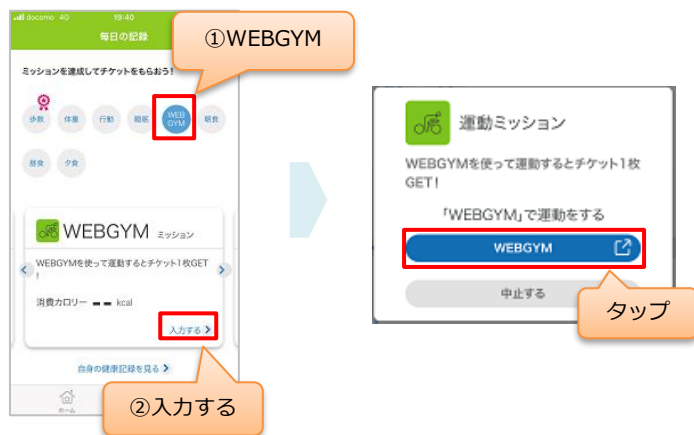 docomo 4G 19:40
毎日の記録
①WEBGYM
ミッションを達成してチケットをもらおう!
歩数 体重 行動 睡眠 WEB GYM 朝食
昼食 夕食
WEBGYM ミッション
WEBGYMを使って運動するとチケット1枚GET
!
消費カロリー -- kcal
入力する
自身の健康記録を見る
ホーム
②入力する
運動ミッション
WEBGYMを使って運動するとチケット1枚
GET!
「WEBGYM」で運動をする
WEBGYM
中止する
タップ